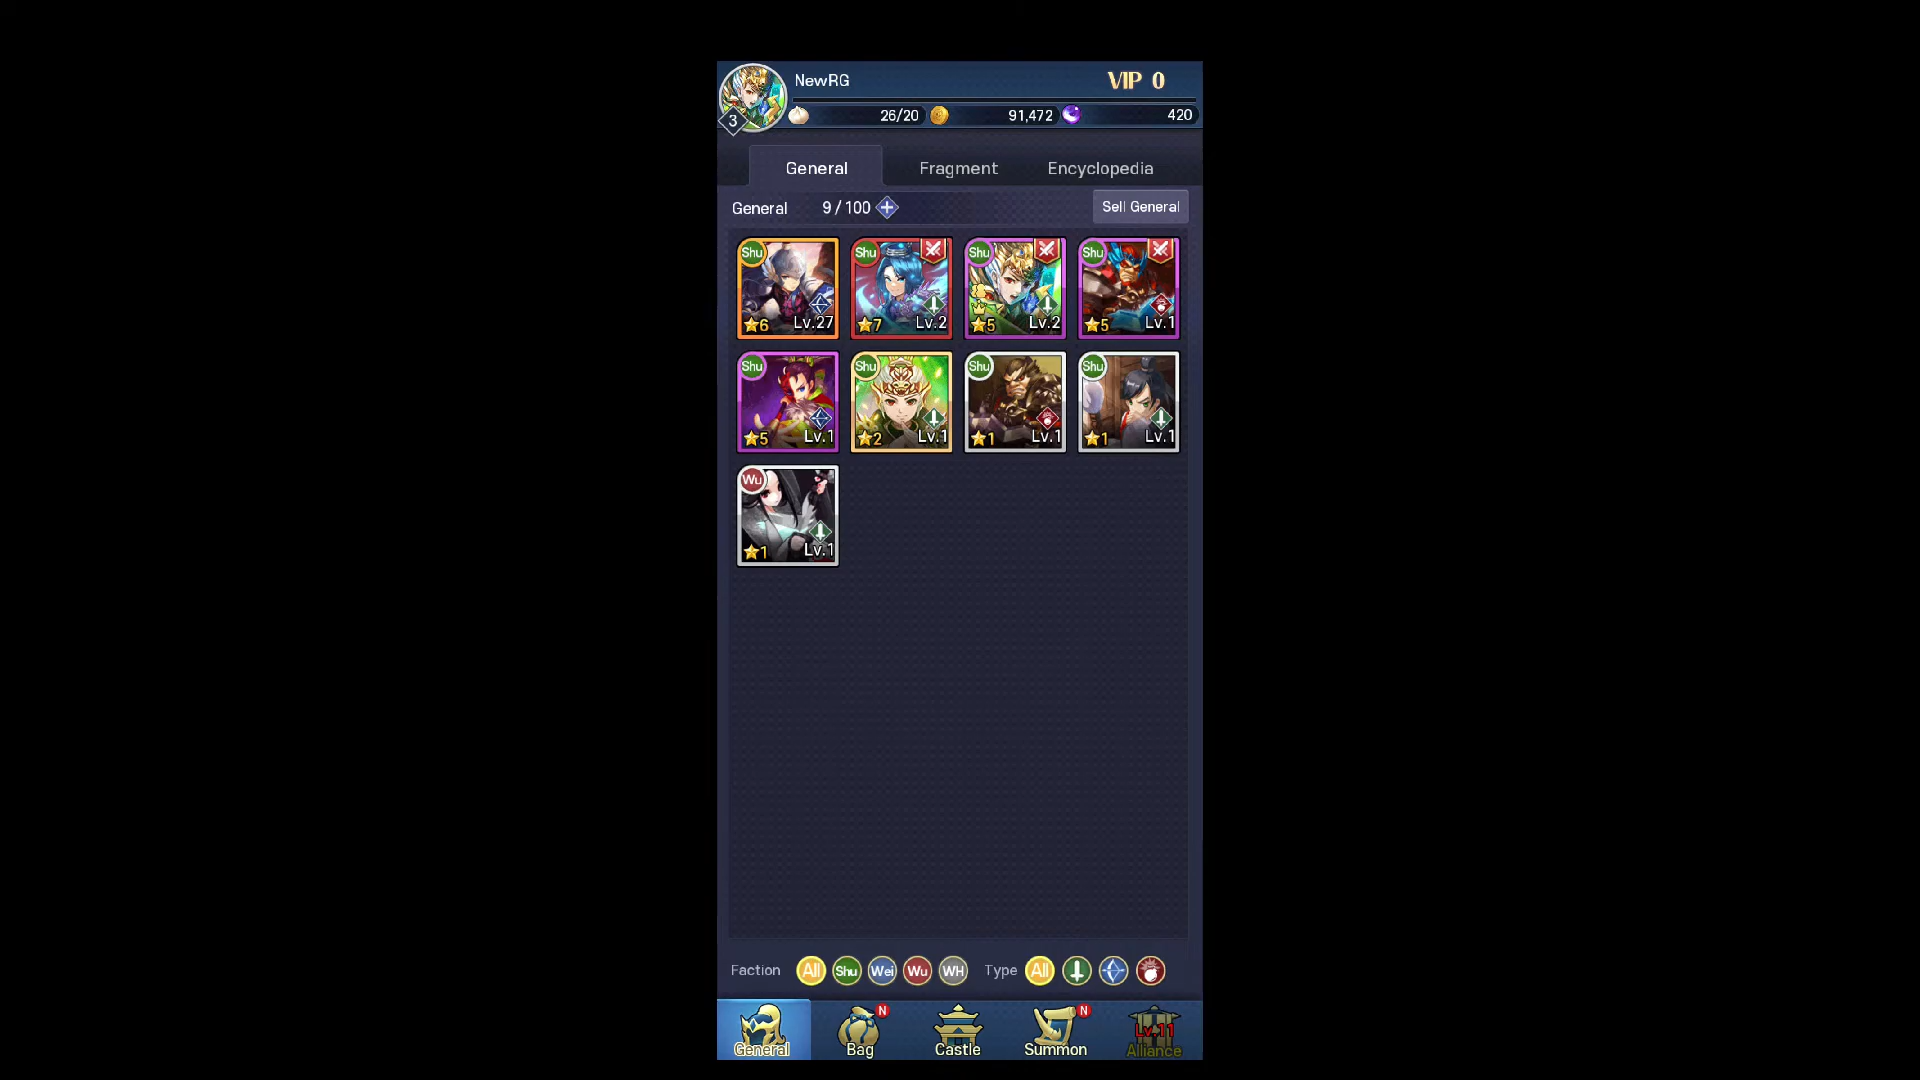 NewRG
VIP 0
3
26/20
91,472
420
General
Fragment
Encyclopedia
General 9 / 100
Sell General
Shu
6
Lv.27
Shu
7
Lv.2
Shu
5
Lv.2
Shu
5
Lv.1
Shu
5
Lv.1
Shu
2
Lv.1
Shu
1
Lv.1
Shu
1
Lv.1
Wu
1
Lv.1
Faction All Shu Wei Wu WH Type All
General
N
Bag
Castle
N
Summon
Lv.11
Alliance